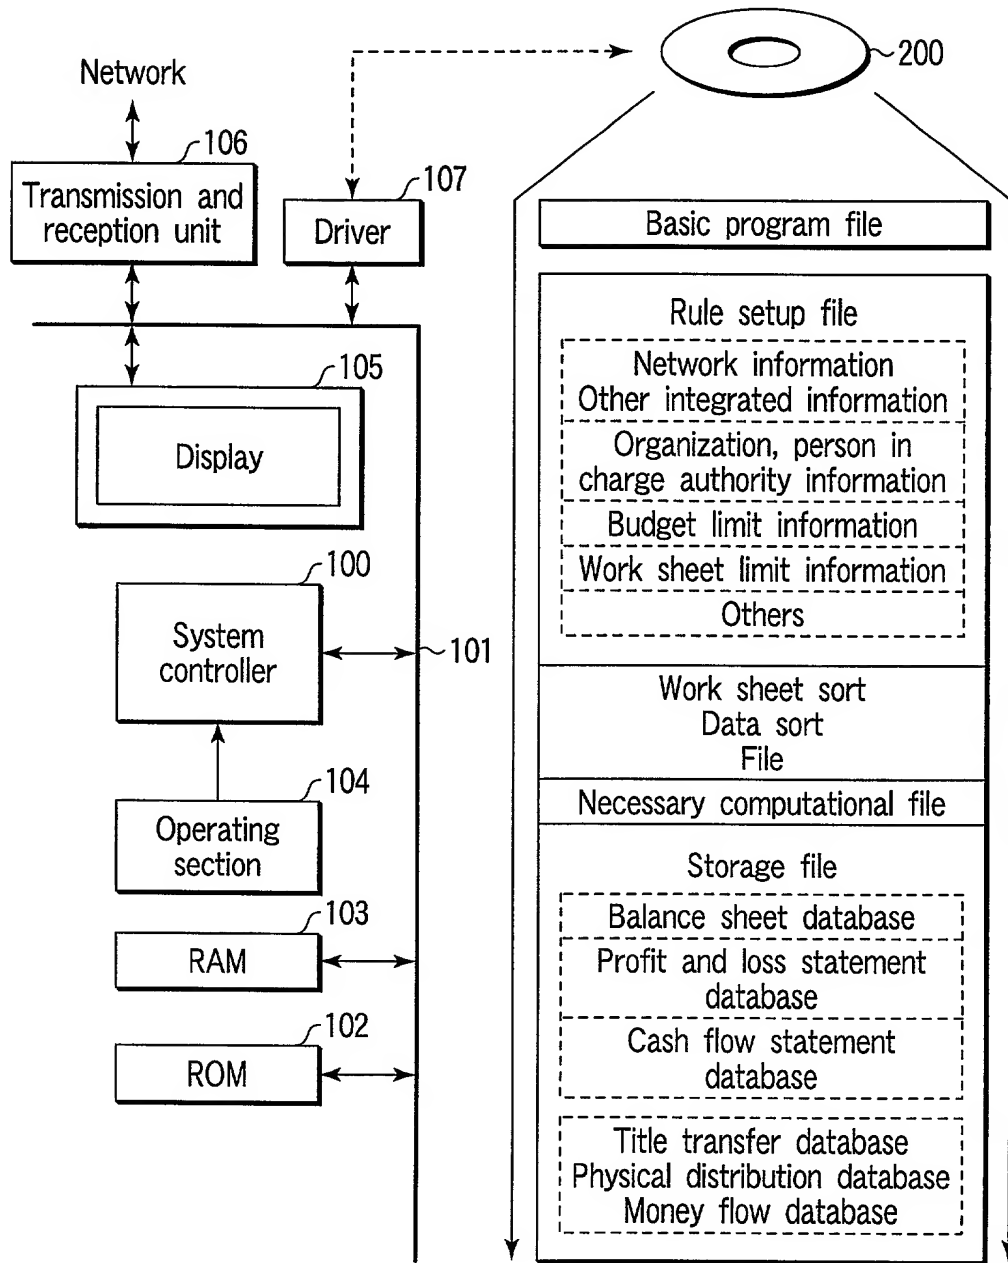 200
Network
106
Transmission and
reception unit
107
Driver
105
Display
100
System
controller
101
104
Operating
section
103
RAM
102
ROM
Basic program file
Rule setup file
Network information
Other integrated information
Organization, person in
charge authority information
Budget limit information
Work sheet limit information
Others
Work sheet sort
Data sort
File
Necessary computational file
Storage file
Balance sheet database
Profit and loss statement
database
Cash flow statement
database
Title transfer database
Physical distribution database
Money flow database